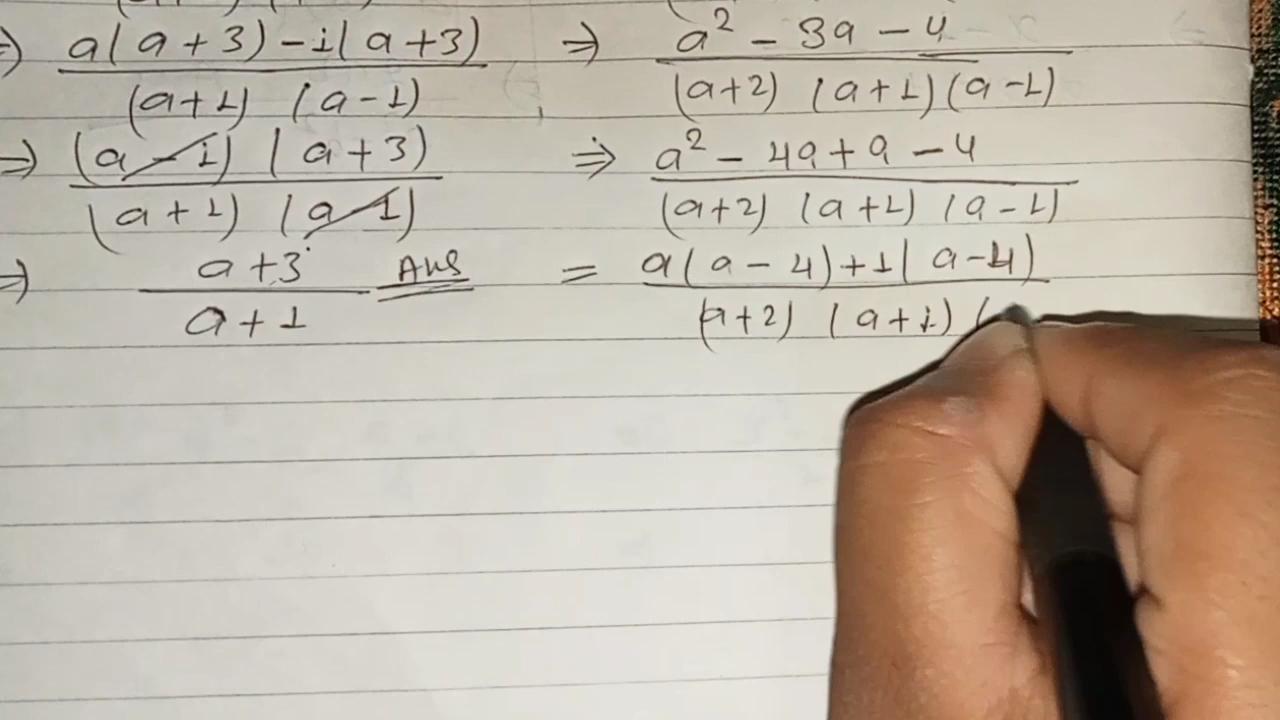 ⇒ a(a+3)-1(a+3)
(a+1) (a-1)
⇒ (a-1) (a+3)
(a+1) (a-1)
⇒ a+3 Ans
a+1
⇒ a² - 3a - 4
(a+2) (a+1) (a-1)
⇒ a² - 4a + a - 4
(a+2) (a+1) (a-1)
= a(a-4)+1(a-4)
(a+2) (a+1) (